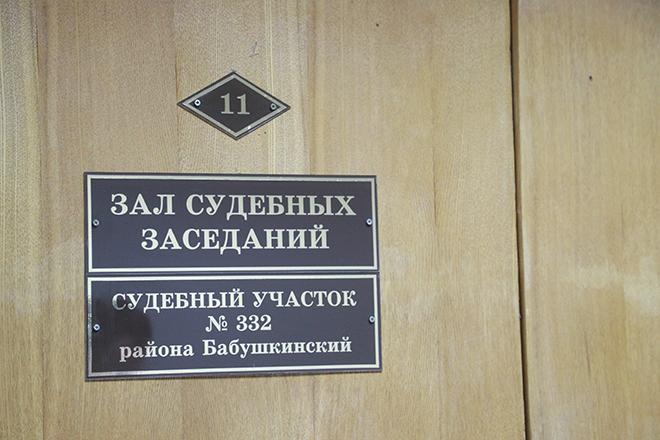 11
ЗАЛ СУДЕБНЫХ
ЗАСЕДАНИЙ
СУДЕБНЫЙ УЧАСТОК
№ 332
района Бабушкинский